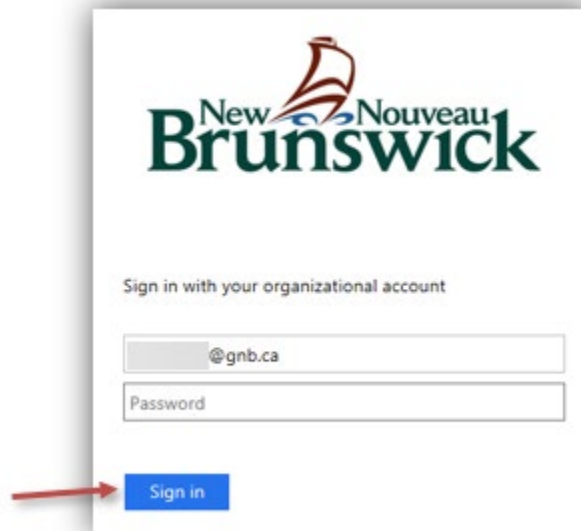 New Nouveau
Brunswick
Sign in with your organizational account
@gnb.ca
Password
Sign in